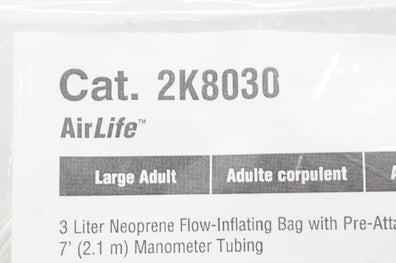 Cat. 2K8030
AirLife™
Large Adult
Adulte corpulent
3 Liter Neoprene Flow-Inflating Bag with Pre-Atta
7' (2.1 m) Manometer Tubing